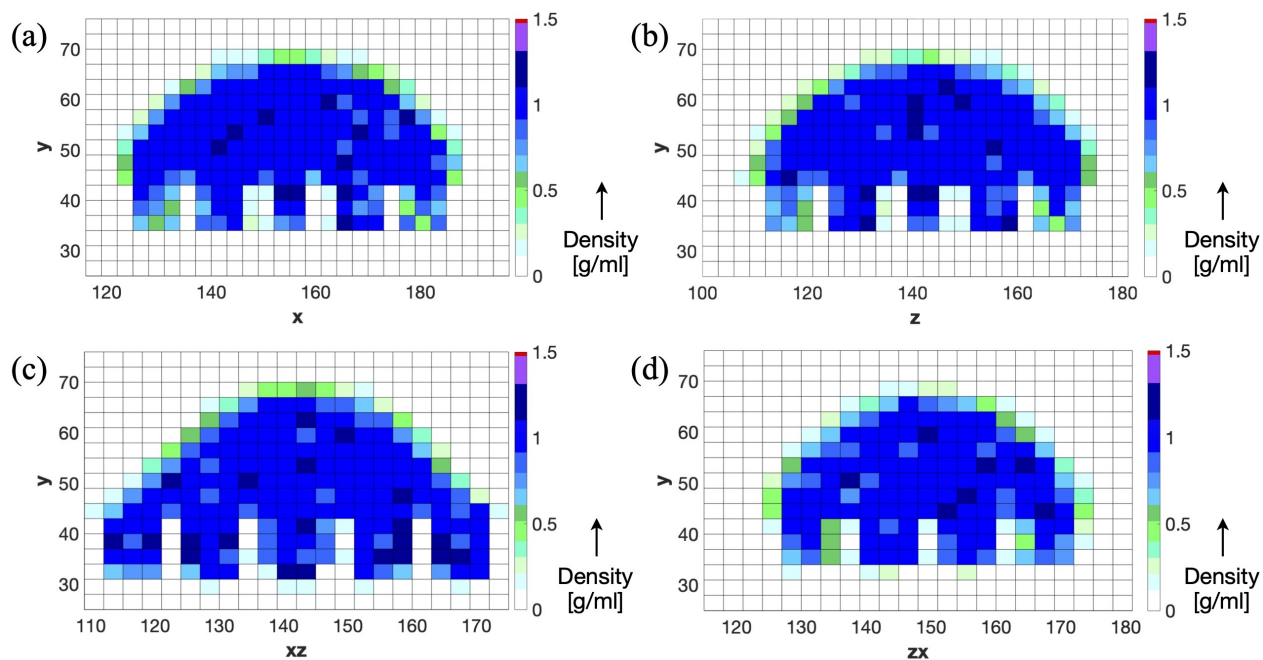 (a)
70
60
50
40
30
y
120 140 160 180
x
1.5
1
0.5
0
Density
[g/ml]
(b)
70
60
50
40
30
y
100 120 140 160 180
z
1.5
1
0.5
0
Density
[g/ml]
(c)
70
60
50
40
30
y
110 120 130 140 150 160 170
xz
1.5
1
0.5
0
Density
[g/ml]
(d)
70
60
50
40
30
y
120 130 140 150 160 170 180
zx
1.5
1
0.5
0
Density
[g/ml]